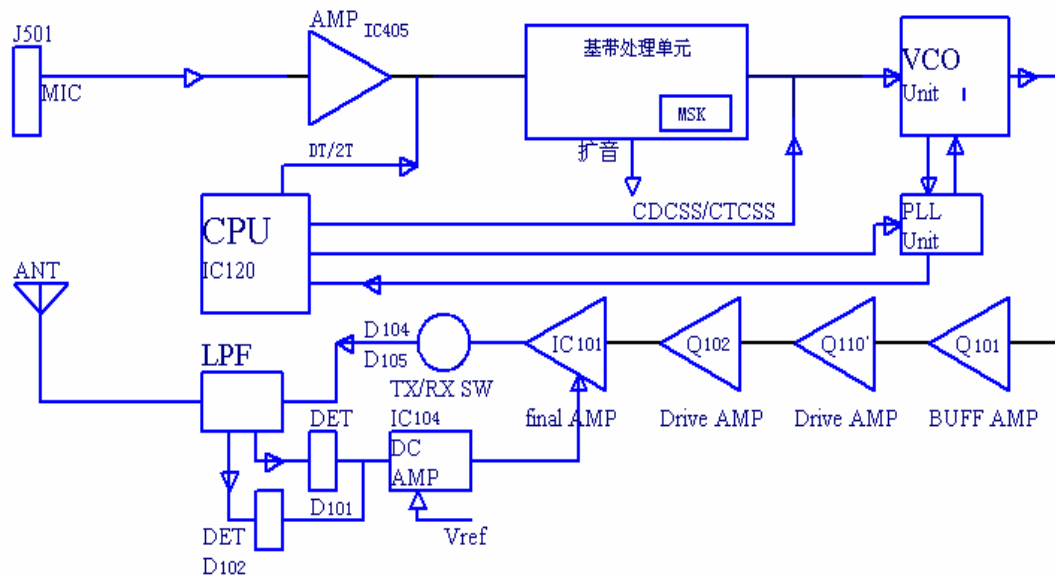 J501
MIC
AMP
IC405
基带处理单元
MSK
VCO
Unit
扩音
DT/2T
CDCSS/CTCSS
CPU
IC120
PLL
Unit
ANT
LPF
D104
D105
TX/RX SW
IC101
final AMP
Q102
Drive AMP
Q110'
Drive AMP
Q101
BUFF AMP
DET
D101
IC104
DC
AMP
Vref
DET
D102